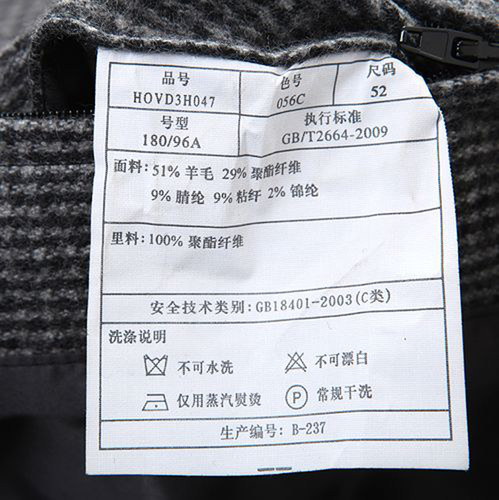 品号 色号 尺码
HOVD3H047 056C 52
号型 执行标准
180/96A GB/T2664-2009
面料:51% 羊毛 29% 聚酯纤维
9% 腈纶 9% 粘纤 2% 锦纶
里料:100% 聚酯纤维
安全技术类别:GB18401-2003(C类)
洗涤说明
不可水洗 不可漂白
仅用蒸汽熨烫 P 常规干洗
生产编号: B-237